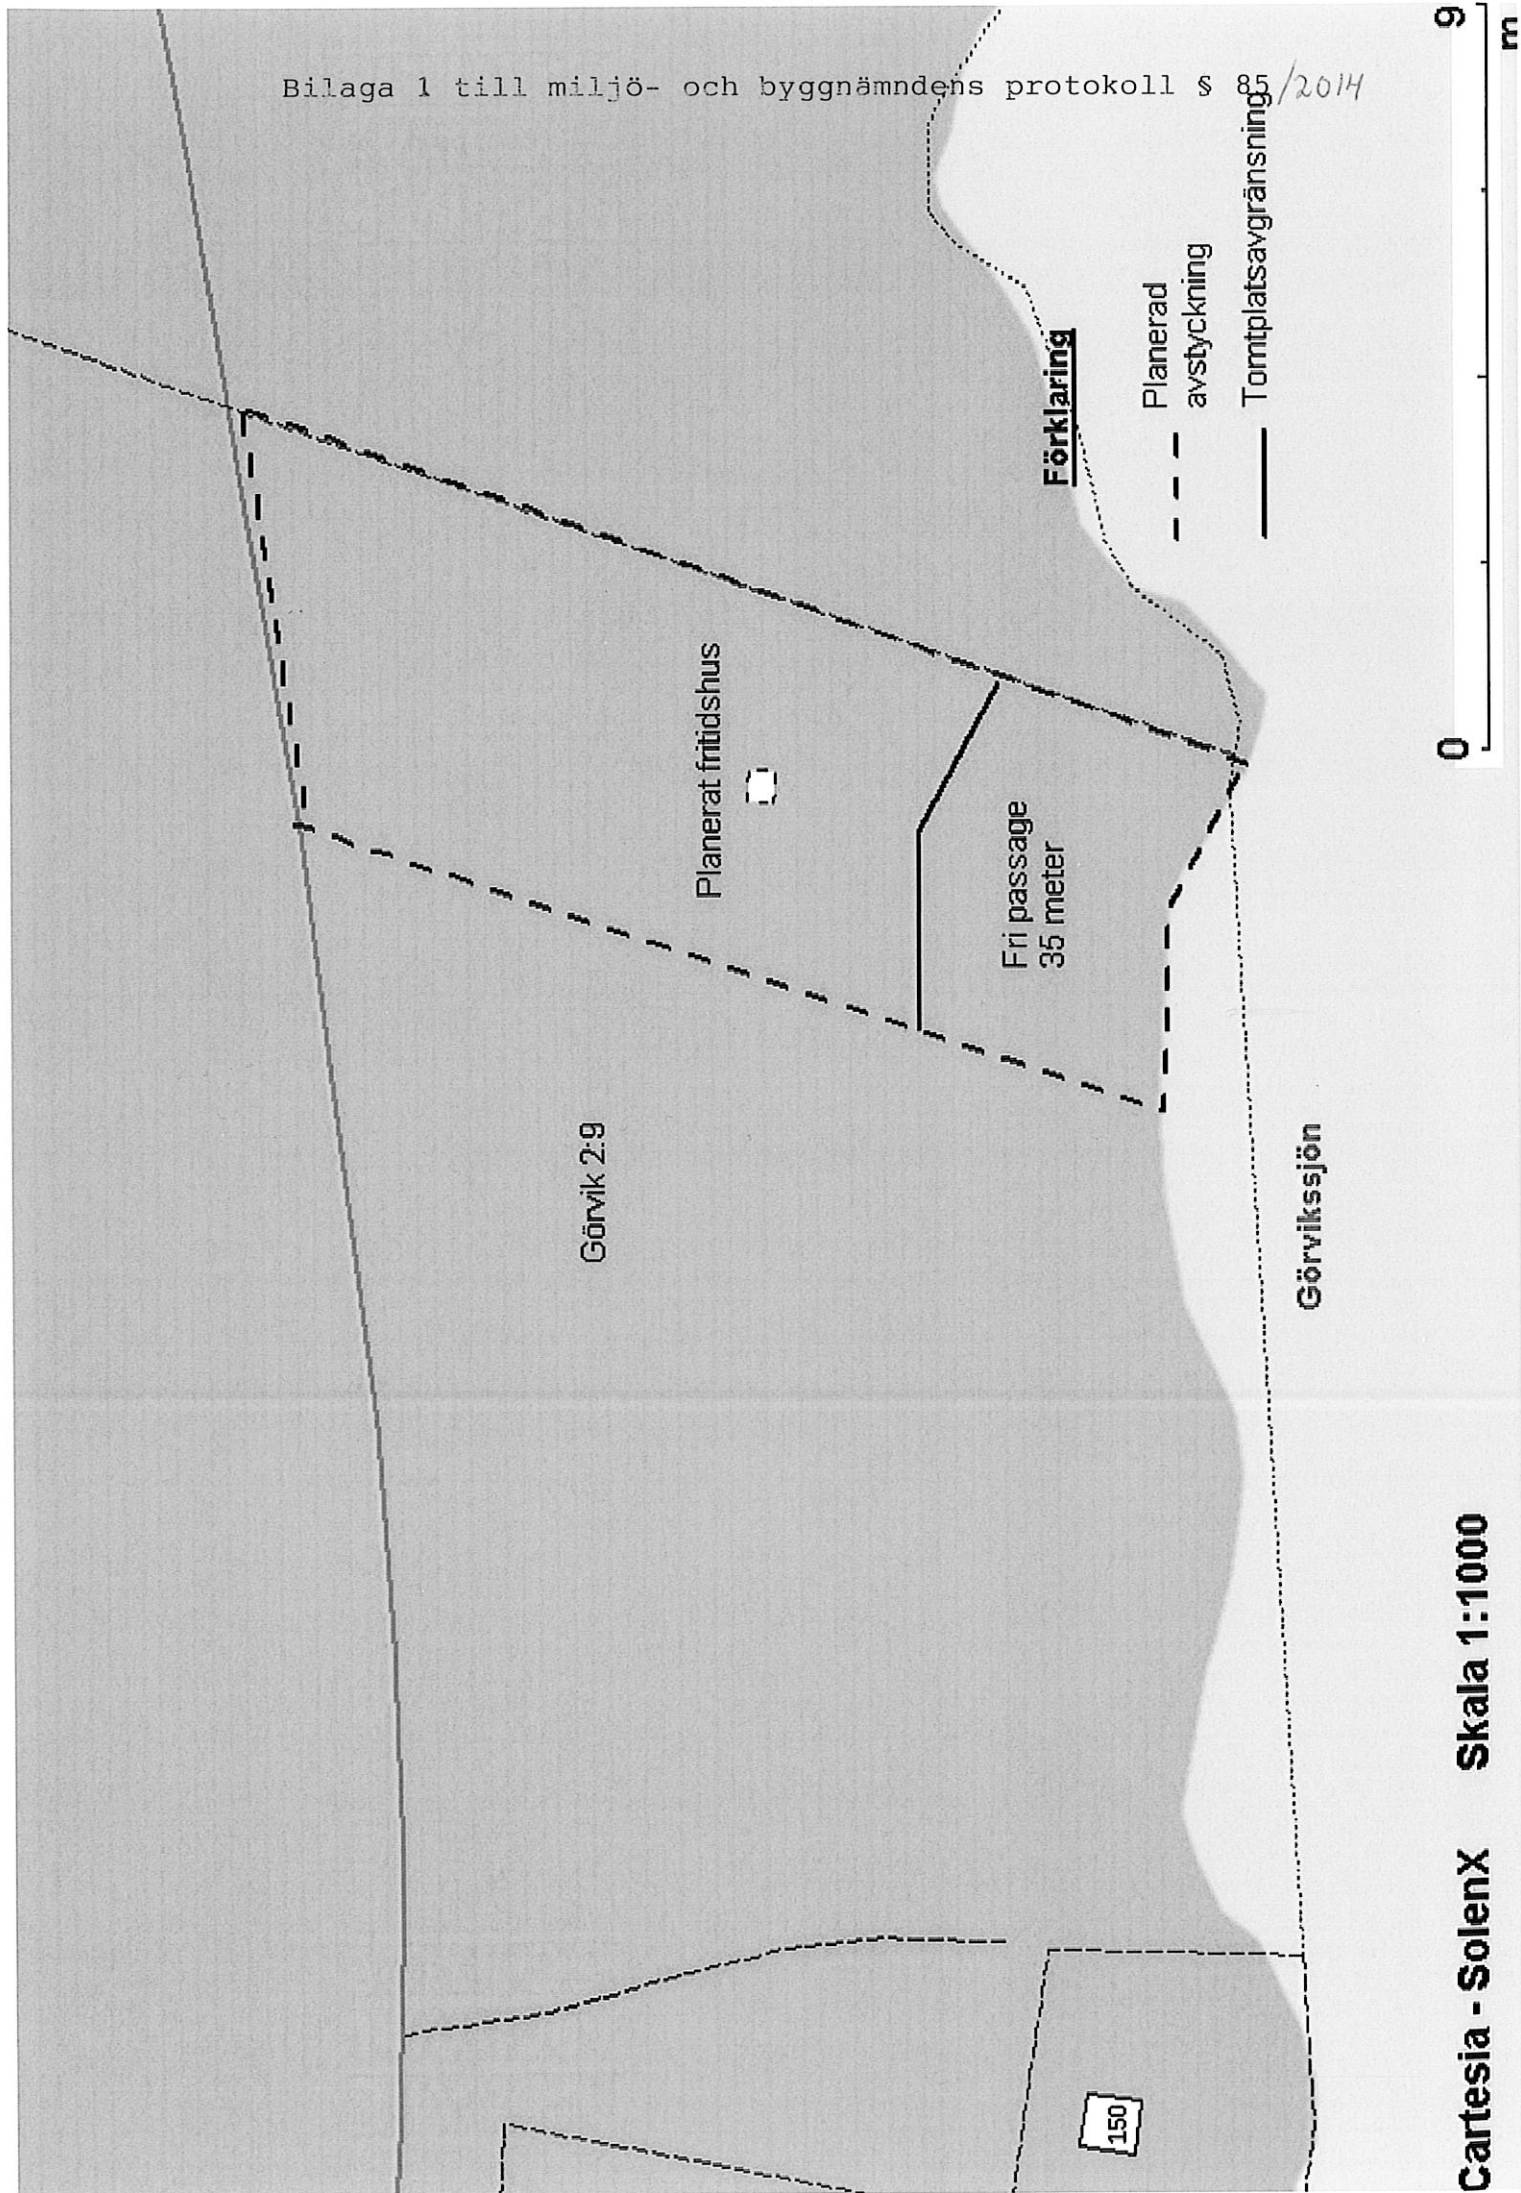 Bilaga 1 till miljö- och byggnämndens protokoll § 85/2014
Planerat fritidshus
Görvik 2:9
Fri passage
35 meter
Förklaring
Planerad
avstyckning
Tomtplatsavgränsning
Görvikssjön
150
Cartesia - SolenX Skala 1:1000
0
9
m